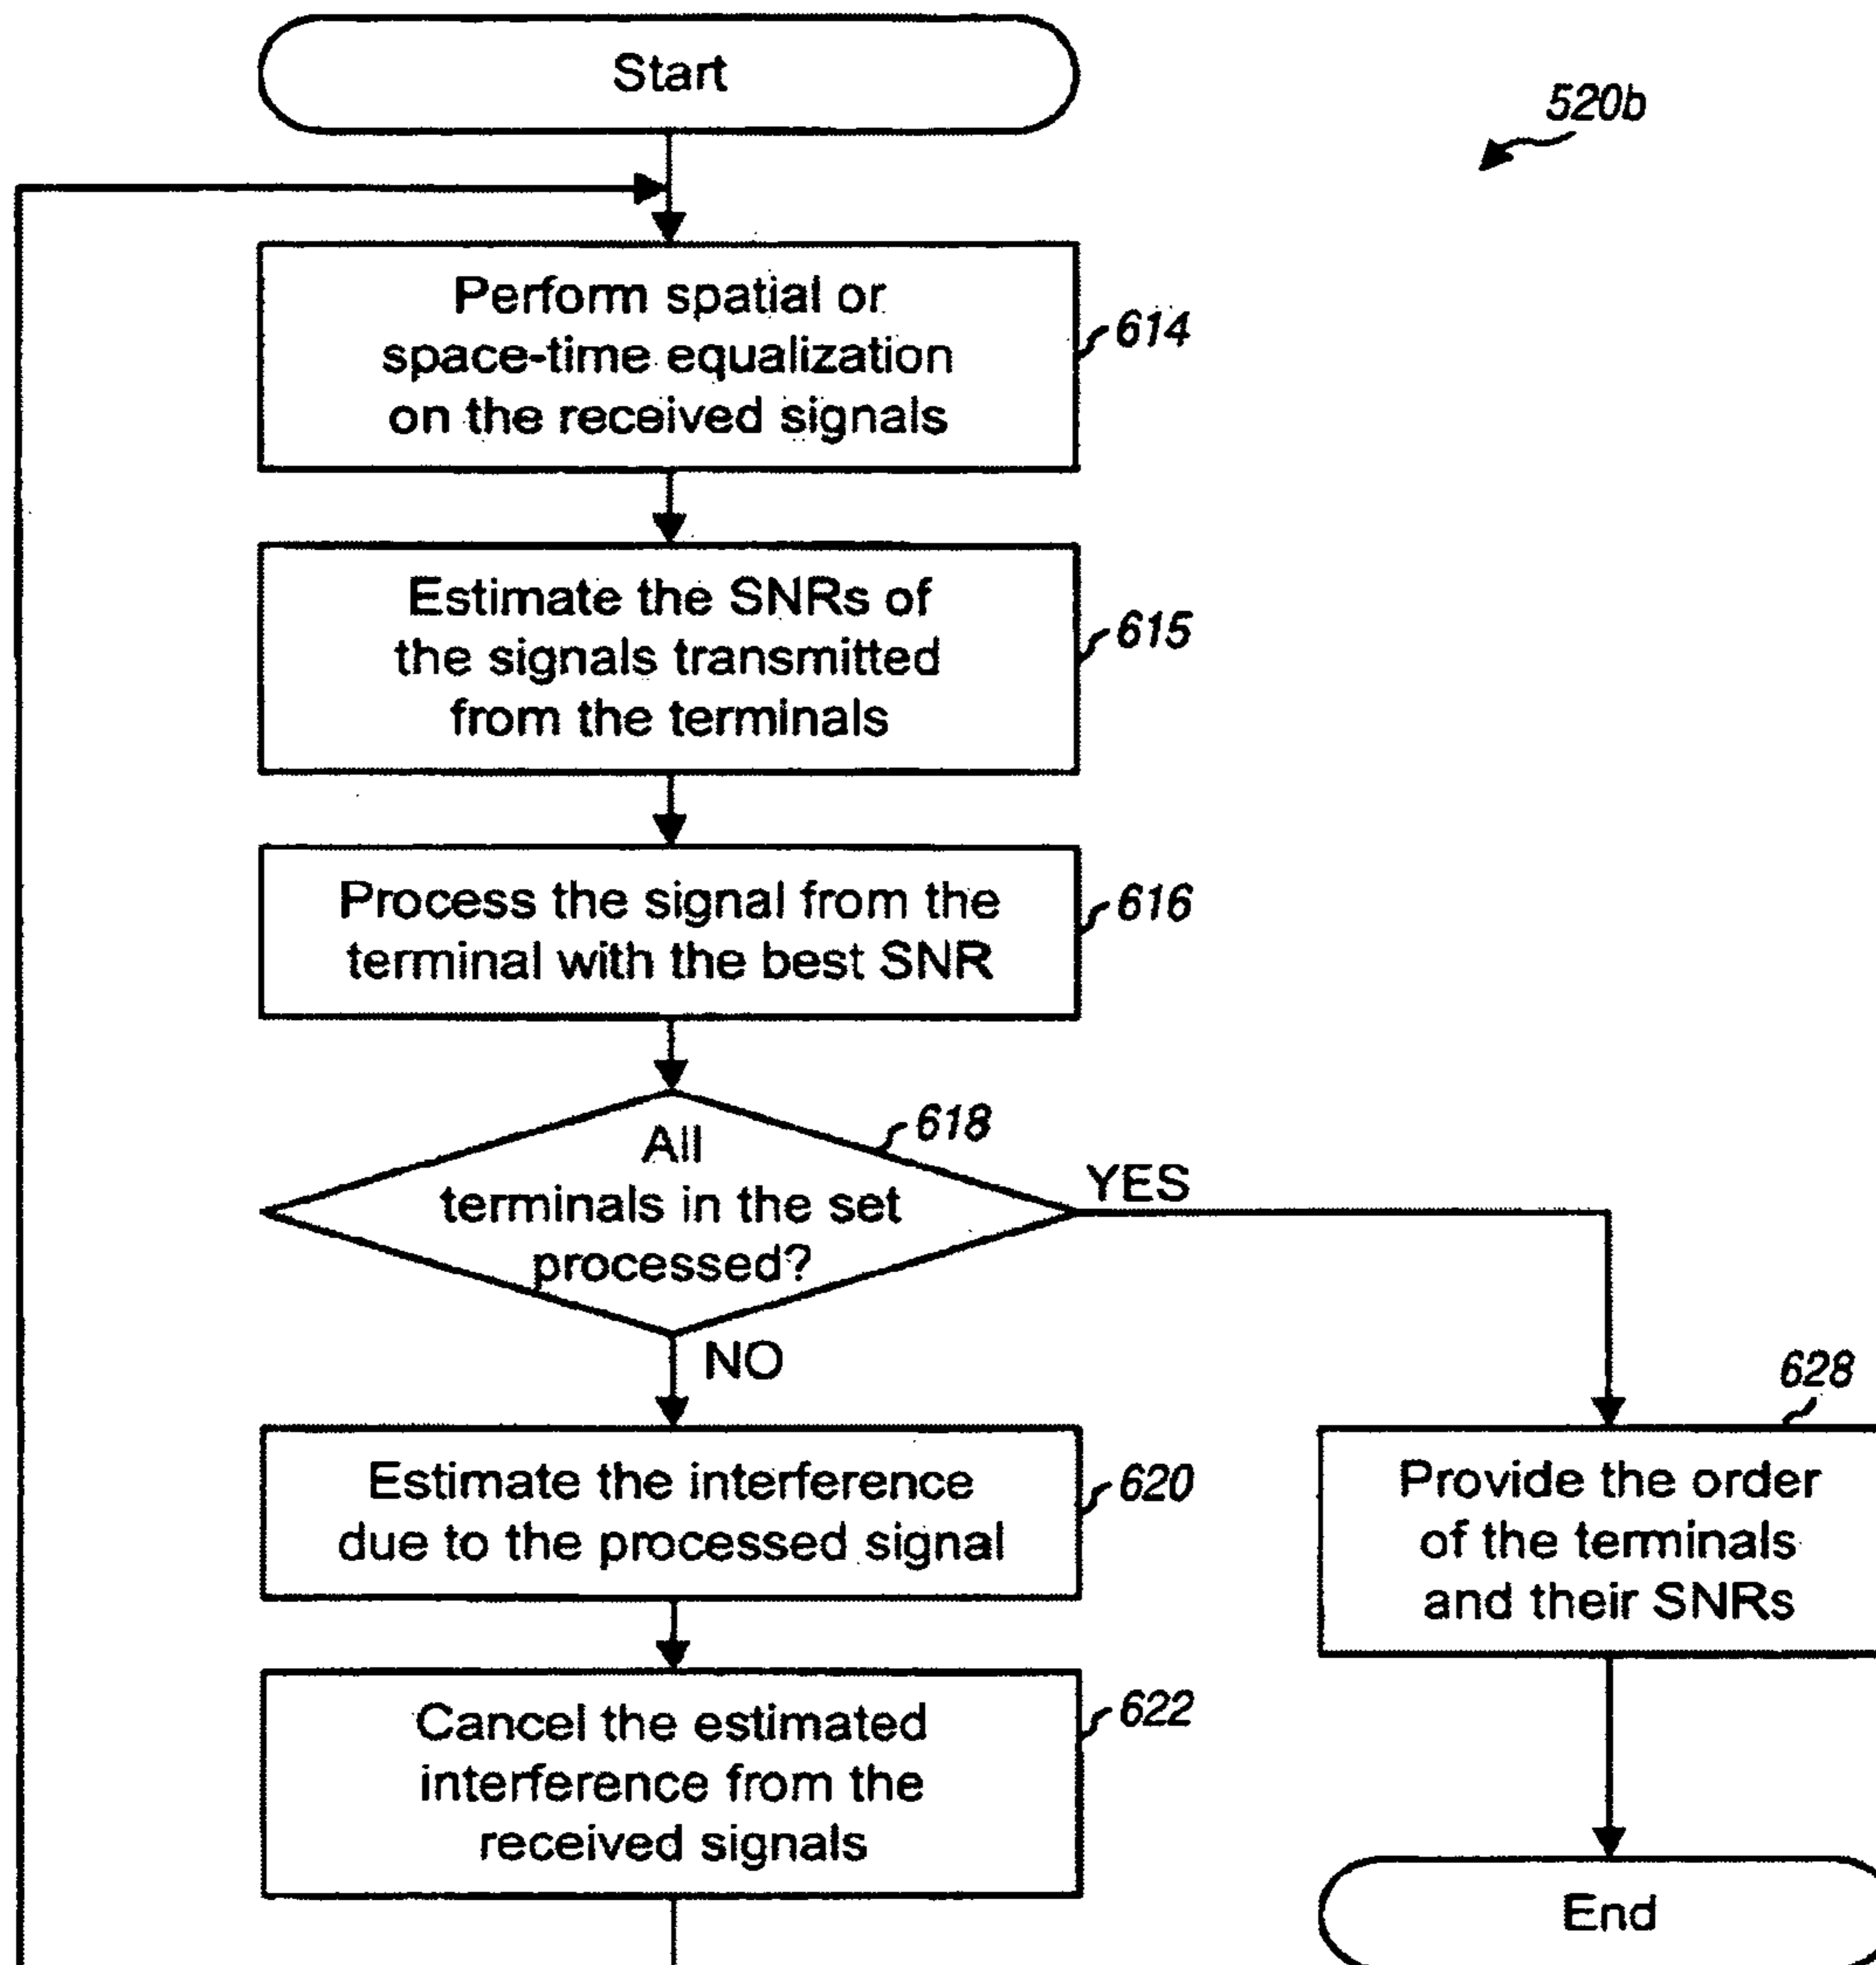 Start
520b
Perform spatial or
space-time equalization
on the received signals
614
Estimate the SNRs of
the signals transmitted
from the terminals
615
Process the signal from the
terminal with the best SNR
616
All
terminals in the set
processed?
618
YES
NO
628
Estimate the interference
due to the processed signal
620
Provide the order
of the terminals
and their SNRs
Cancel the estimated
interference from the
received signals
622
End